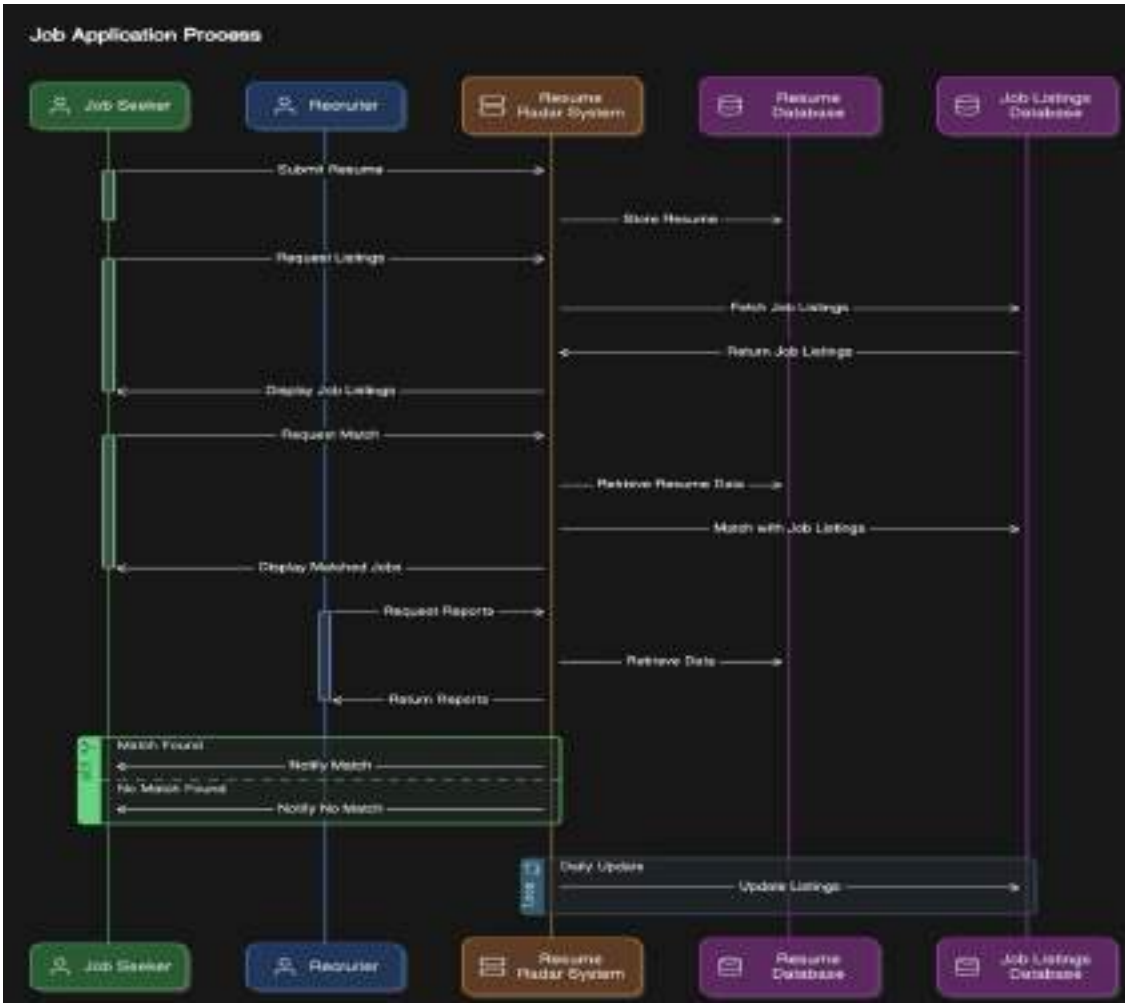 Job Application Process
Job Seeker
Recruiter
Resume
Radar System
Resume
Database
Job Listings
Database
Submit Resume
Store Resume
Request Listings
Fetch Job Listings
Return Job Listings
Display Job Listings
Request Match
Retrieve Resume Data
Match with Job Listings
Display Matched Jobs
Request Reports
Retrieve Data
Return Reports
alt
Match Found
Notify Match
No Match Found
Notify No Match
Loop
Daily Update
Update Listings
Job Seeker
Recruiter
Resume
Radar System
Resume
Database
Job Listings
Database